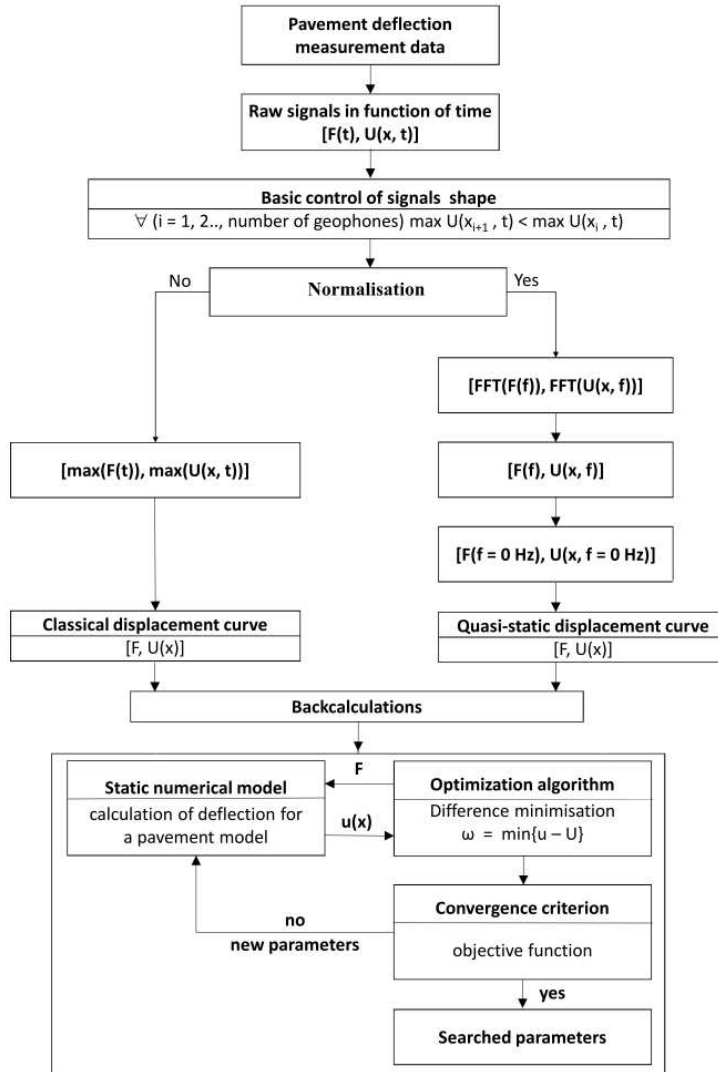 Pavement deflection
measurement data
Raw signals in function of time
[F(t), U(x, t)]
Basic control of signals shape
∀ (i = 1, 2.., number of geophones) max U(xᵢ₊₁ , t) < max U(xᵢ , t)
No
Normalisation
Yes
[FFT(F(f)), FFT(U(x, f))]
[max(F(t)), max(U(x, t))]
[F(f), U(x, f)]
[F(f = 0 Hz), U(x, f = 0 Hz)]
Classical displacement curve
[F, U(x)]
Quasi-static displacement curve
[F, U(x)]
Backcalculations
F
Static numerical model
calculation of deflection for
a pavement model
u(x)
Optimization algorithm
Difference minimisation
ω = min{u – U}
Convergence criterion
objective function
no
new parameters
yes
Searched parameters